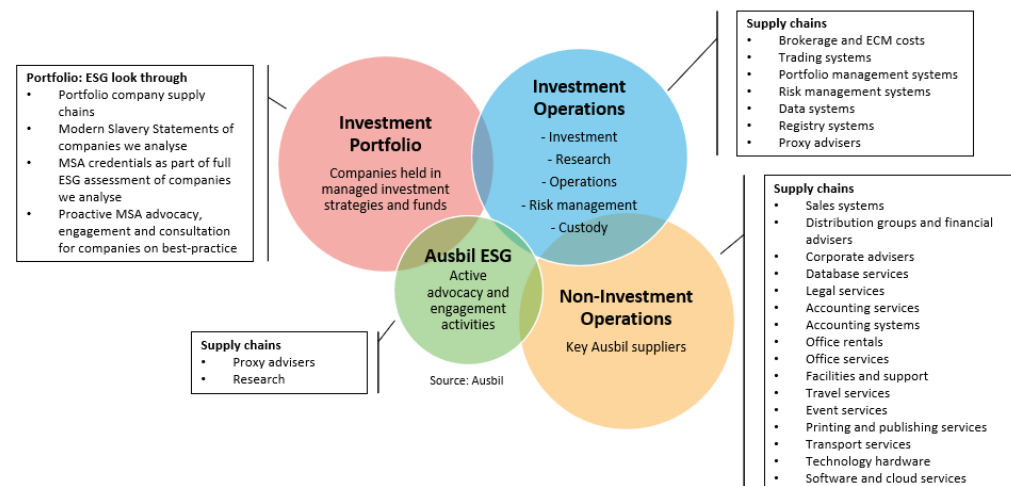 Portfolio: ESG look through
• Portfolio company supply
chains
• Modern Slavery Statements of
companies we analyse
• MSA credentials as part of full
ESG assessment of companies
we analyse
• Proactive MSA advocacy,
engagement and consultation
for companies on best-practice
Investment
Portfolio
Companies held in
managed investment
strategies and funds
Investment
Operations
- Investment
- Research
- Operations
- Risk management
- Custody
Supply chains
• Brokerage and ECM costs
• Trading systems
• Portfolio management systems
• Risk management systems
• Data systems
• Registry systems
• Proxy advisers
Ausbil ESG
Active
advocacy and
engagement
activities
Non-Investment
Operations
Key Ausbil suppliers
Supply chains
• Proxy advisers
• Research
Source: Ausbil
Supply chains
• Sales systems
• Distribution groups and financial
advisers
• Corporate advisers
• Database services
• Legal services
• Accounting services
• Accounting systems
• Office rentals
• Office services
• Facilities and support
• Travel services
• Event services
• Printing and publishing services
• Transport services
• Technology hardware
• Software and cloud services